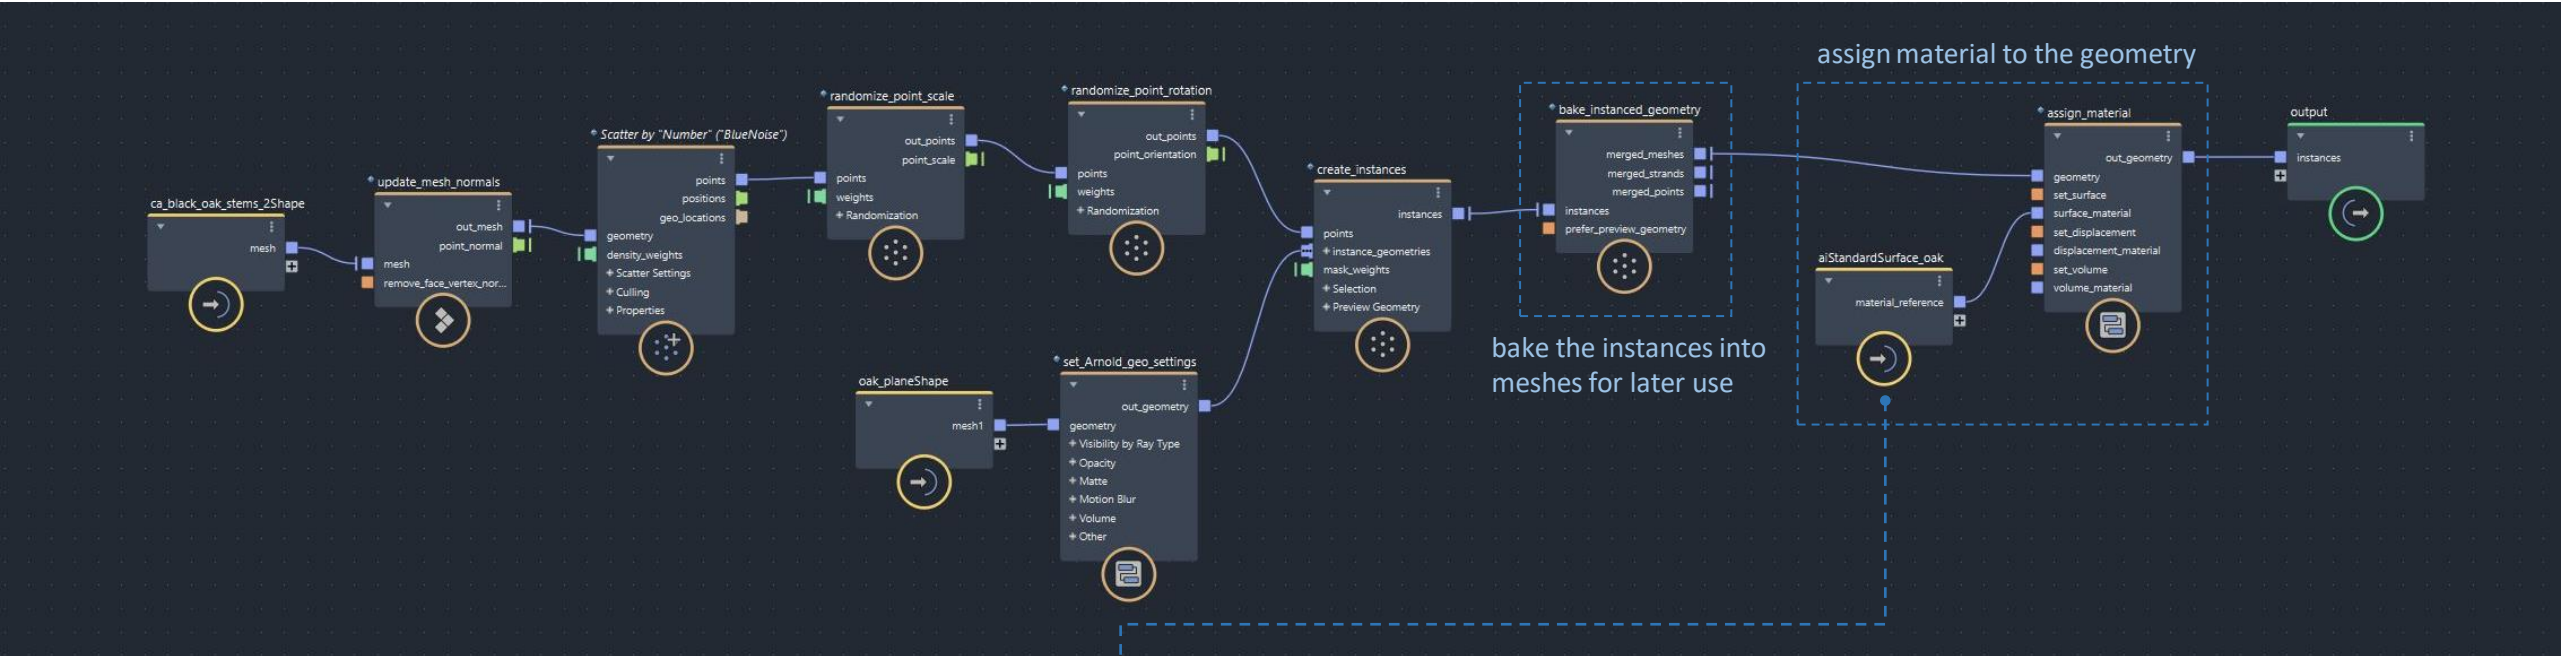 assign material to the geometry
ca_black_oak_stems_2Shape
mesh
update_mesh_normals
out_mesh
point_normal
mesh
remove_face_vertex_nor...
Scatter by "Number" ("BlueNoise")
points
positions
geo_locations
geometry
density_weights
+ Scatter Settings
+ Culling
+ Properties
randomize_point_scale
out_points
point_scale
points
weights
+ Randomization
randomize_point_rotation
out_points
point_orientation
points
weights
+ Randomization
oak_planeShape
mesh1
set_Arnold_geo_settings
out_geometry
geometry
+ Visibility by Ray Type
+ Opacity
+ Matte
+ Motion Blur
+ Volume
+ Other
create_instances
instances
points
+ instance_geometries
mask_weights
+ Selection
+ Preview Geometry
bake_instanced_geometry
merged_meshes
merged_strands
merged_points
instances
prefer_preview_geometry
bake the instances into
meshes for later use
aiStandardSurface_oak
material_reference
assign_material
out_geometry
geometry
set_surface
surface_material
set_displacement
displacement_material
set_volume
volume_material
output
instances